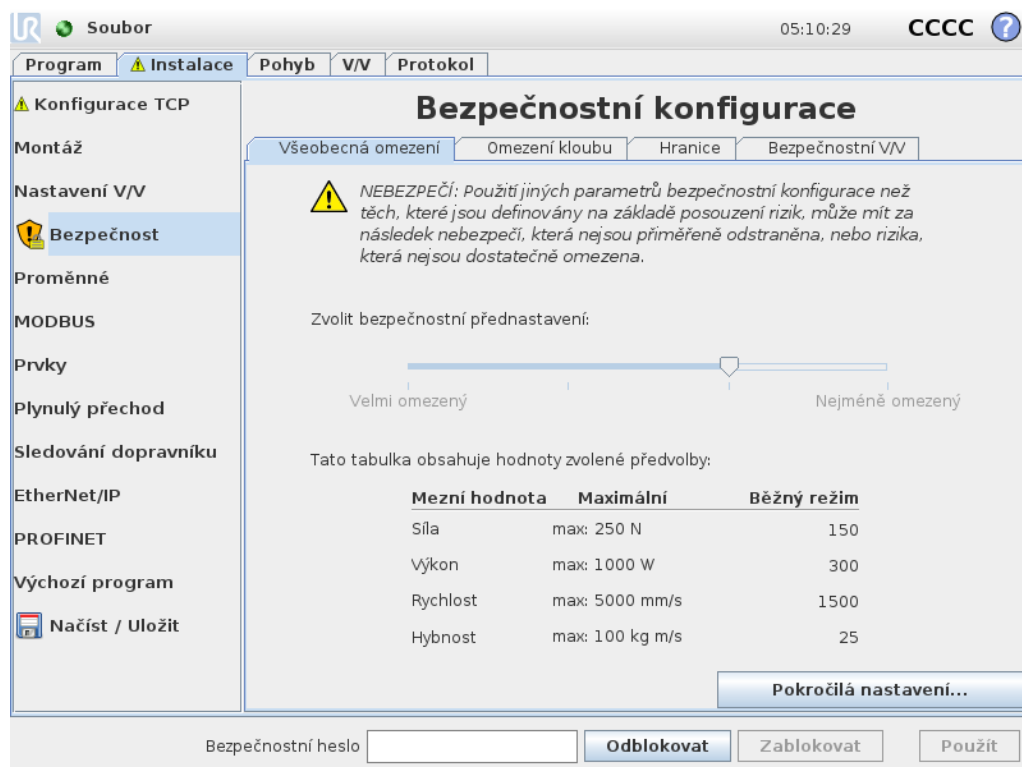 UR Soubor 05:10:29 CCCC ?
Program Instalace Pohyb V/V Protokol
Konfigurace TCP
Montáž
Nastavení V/V
Bezpečnost
Proměnné
MODBUS
Prvky
Plynulý přechod
Sledování dopravníku
EtherNet/IP
PROFINET
Výchozí program
Načíst / Uložit
Bezpečnostní konfigurace
Všeobecná omezení Omezení kloubu Hranice Bezpečnostní V/V
NEBEZPEČÍ: Použití jiných parametrů bezpečnostní konfigurace než
těch, které jsou definovány na základě posouzení rizik, může mít za
následek nebezpečí, která nejsou přiměřeně odstraněna, nebo rizika,
která nejsou dostatečně omezena.
Zvolit bezpečnostní přednastavení:
Velmi omezený Nejméně omezený
Tato tabulka obsahuje hodnoty zvolené předvolby:
Mezní hodnota Maximální Běžný režim
Síla max: 250 N 150
Výkon max: 1000 W 300
Rychlost max: 5000 mm/s 1500
Hybnost max: 100 kg m/s 25
Pokročilá nastavení...
Bezpečnostní heslo Odblokovat Zablokovat Použít